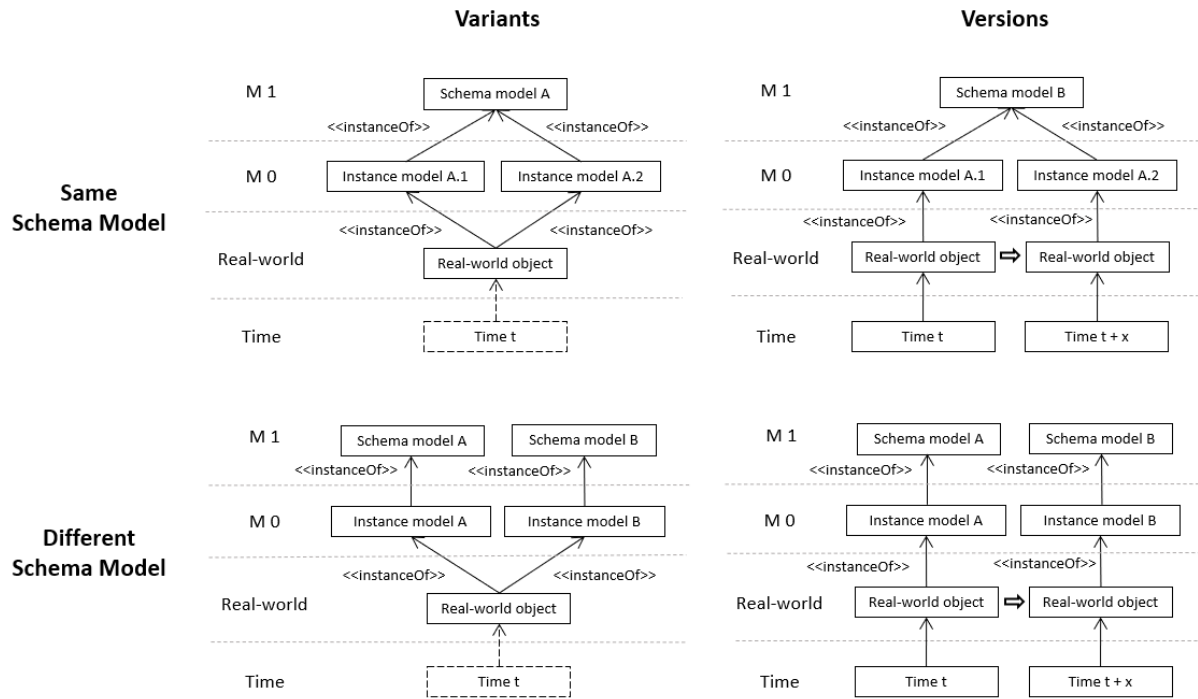 Variants
Versions
Same
Schema Model
M 1
Schema model A
<<instanceOf>>
<<instanceOf>>
M 0
Instance model A.1
Instance model A.2
<<instanceOf>>
<<instanceOf>>
Real-world
Real-world object
Time
Time t
M 1
Schema model B
<<instanceOf>>
<<instanceOf>>
M 0
Instance model A.1
Instance model A.2
<<instanceOf>>
<<instanceOf>>
Real-world
Real-world object
Real-world object
Time
Time t
Time t + x
Different
Schema Model
M 1
Schema model A
Schema model B
<<instanceOf>>
<<instanceOf>>
M 0
Instance model A
Instance model B
<<instanceOf>>
<<instanceOf>>
Real-world
Real-world object
Time
Time t
M 1
Schema model A
Schema model B
<<instanceOf>>
<<instanceOf>>
M 0
Instance model A
Instance model B
<<instanceOf>>
<<instanceOf>>
Real-world
Real-world object
Real-world object
Time
Time t
Time t + x